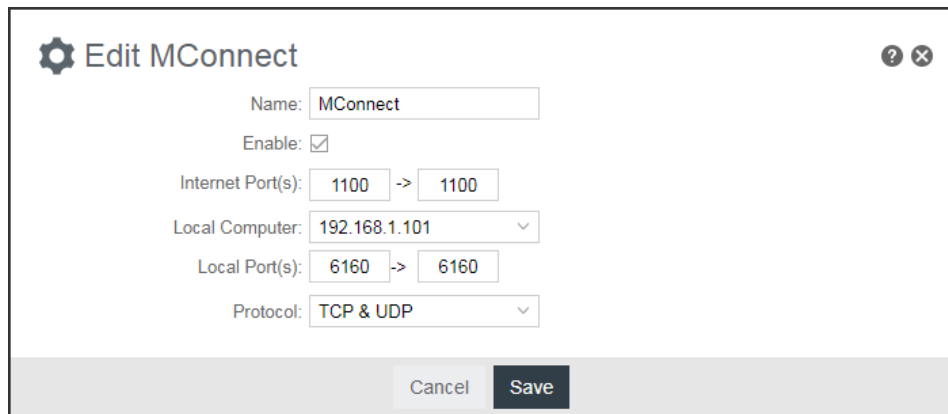 Edit MConnect
Name: MConnect
Enable:
Internet Port(s): 1100 -> 1100
Local Computer: 192.168.1.101
Local Port(s): 6160 -> 6160
Protocol: TCP & UDP
Cancel Save